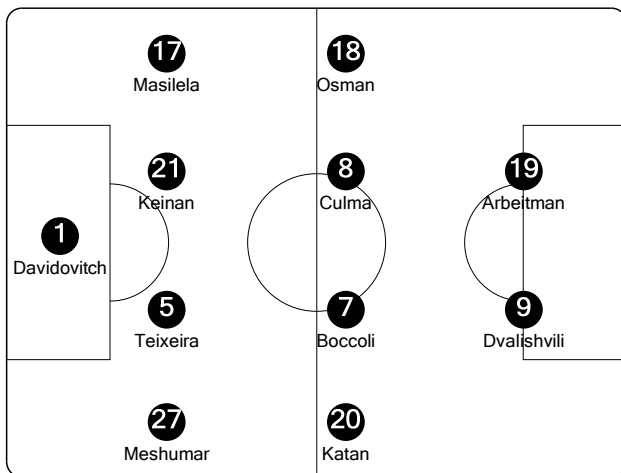 17
Masilela
18
Osman
21
Keinan
8
Culma
19
Arbeitman
1
Davidovitch
5
Teixeira
7
Boccoli
9
Dvalishvili
27
Meshumar
20
Katan